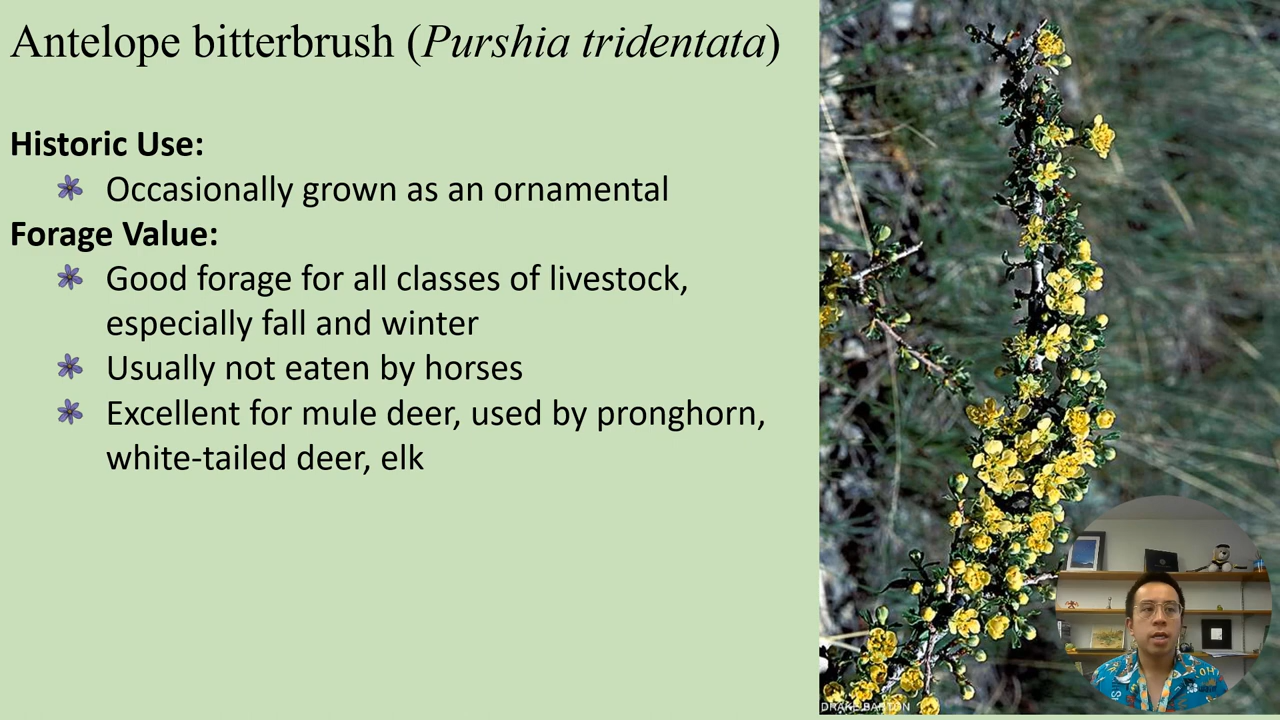 Antelope bitterbrush (Purshia tridentata)
Historic Use:
Occasionally grown as an ornamental
Forage Value:
Good forage for all classes of livestock,
especially fall and winter
Usually not eaten by horses
Excellent for mule deer, used by pronghorn,
white-tailed deer, elk
DRAKE BARTON